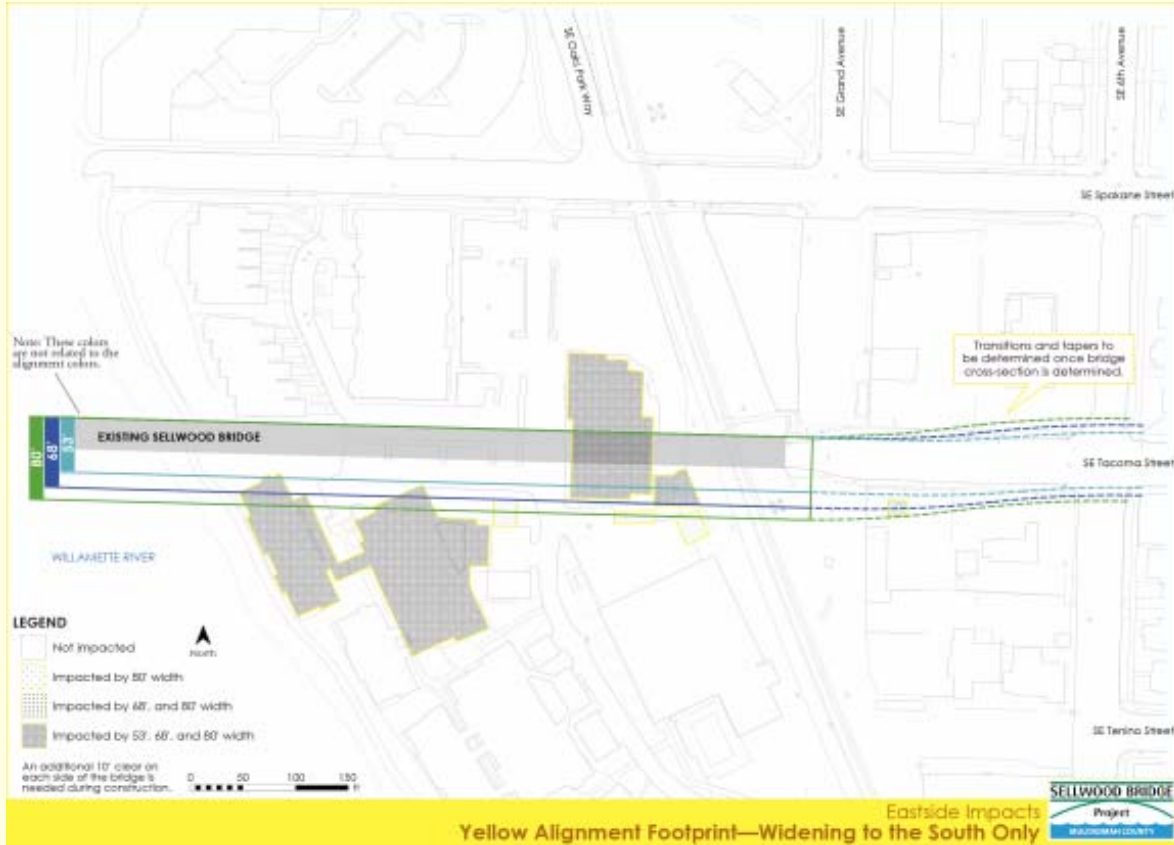 SE Oaks Park Way
SE Grand Avenue
SE 6th Avenue
SE Spokane Street
Note: These colors
are not related to the
alignment colors.
Transitions and tapers to
be determined once bridge
cross-section is determined.
80'
68'
53'
EXISTING SELLWOOD BRIDGE
SE Tacoma Street
WILLAMETTE RIVER
LEGEND
Not impacted
North
Impacted by 80' width
Impacted by 68', and 80' width
Impacted by 53', 68', and 80' width
SE Tenino Street
An additional 10' clear on
each side of the bridge is
needed during construction.
0 50 100 150
ft
Eastside Impacts
Yellow Alignment Footprint—Widening to the South Only
SELLWOOD BRIDGE
Project
MULTNOMAH COUNTY